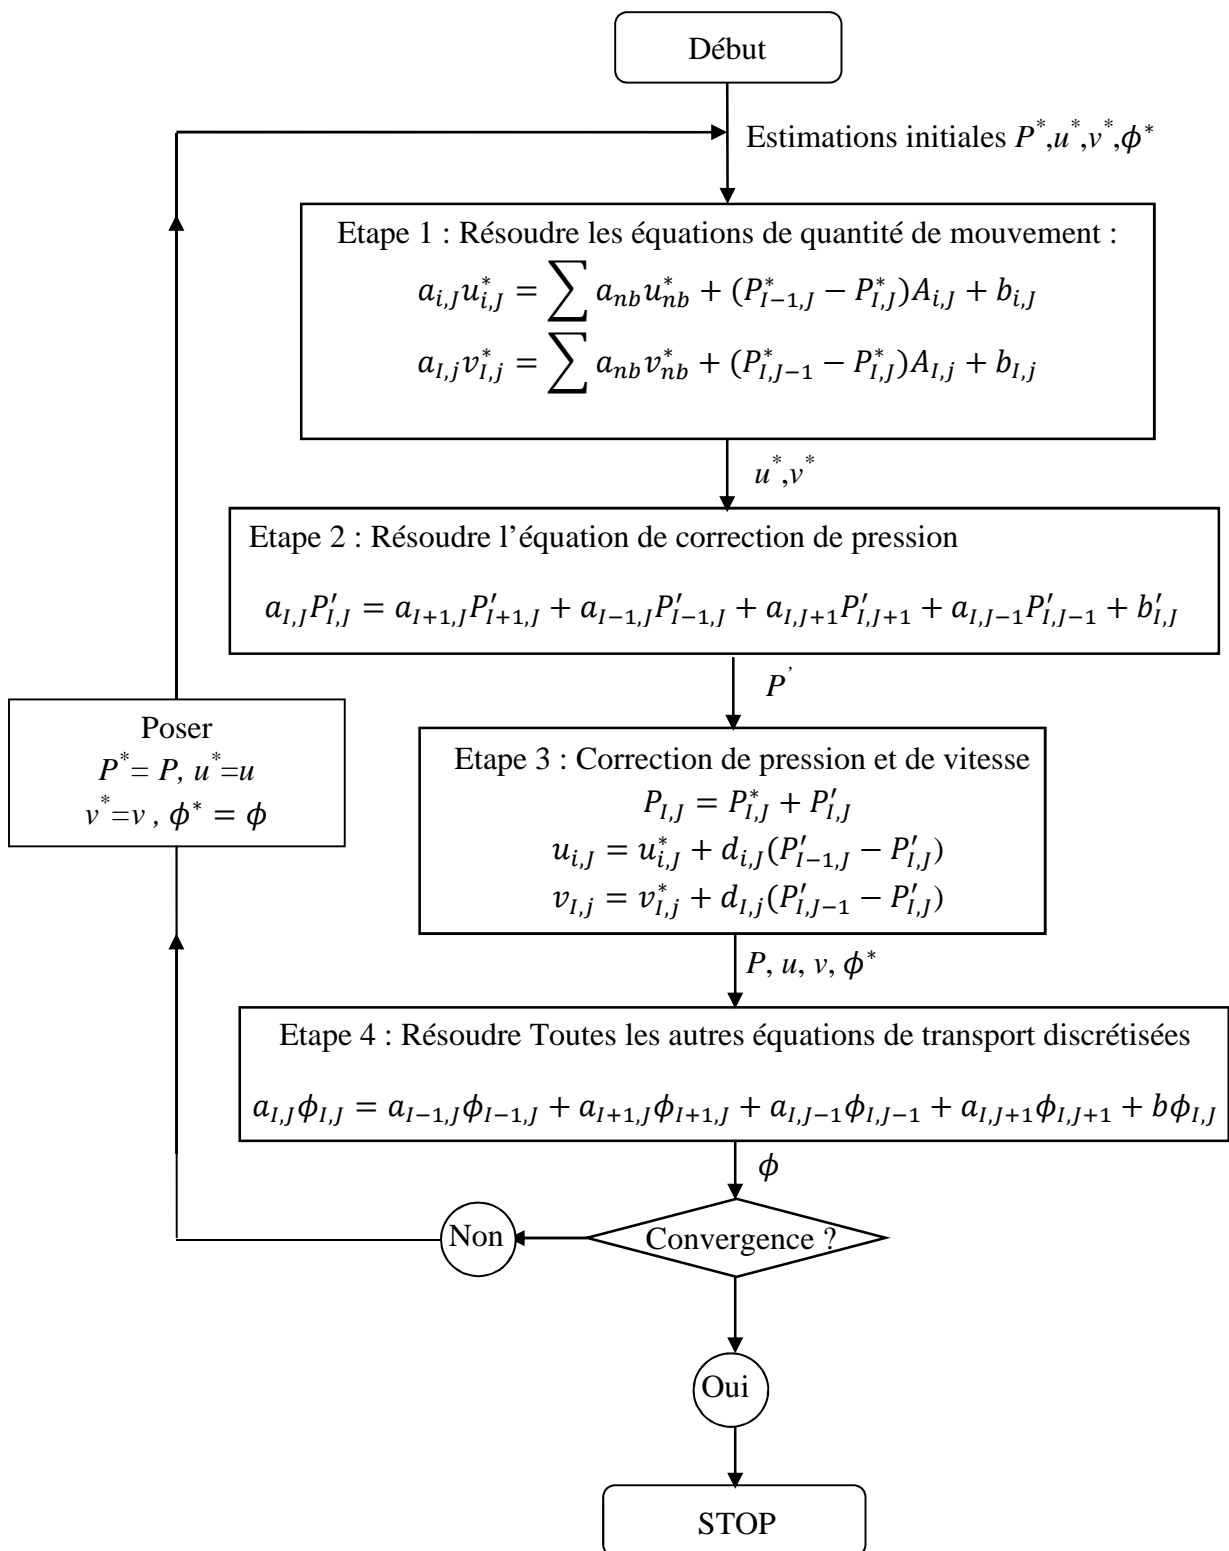 Début
Estimations initiales P*,u*,v*,ϕ*
Etape 1 : Résoudre les équations de quantité de mouvement :
a_{i,J}u*_{i,J} = ∑ a_{nb}u*_{nb} + (P*_{I−1,J} − P*_{I,J})A_{i,J} + b_{i,J}
a_{I,j}v*_{I,j} = ∑ a_{nb}v*_{nb} + (P*_{I,J−1} − P*_{I,J})A_{I,j} + b_{I,j}
u*,v*
Etape 2 : Résoudre l’équation de correction de pression
a_{I,J}P′_{I,J} = a_{I+1,J}P′_{I+1,J} + a_{I−1,J}P′_{I−1,J} + a_{I,J+1}P′_{I,J+1} + a_{I,J−1}P′_{I,J−1} + b′_{I,J}
P’
Poser
P*= P, u*=u
v*=v , ϕ* = ϕ
Etape 3 : Correction de pression et de vitesse
P_{I,J} = P*_{I,J} + P′_{I,J}
u_{i,J} = u*_{i,J} + d_{i,J}(P′_{I−1,J} − P′_{I,J})
v_{I,j} = v*_{I,j} + d_{I,j}(P′_{I,J−1} − P′_{I,J})
P, u, v, ϕ*
Etape 4 : Résoudre Toutes les autres équations de transport discrétisées
a_{I,J}ϕ_{I,J} = a_{I−1,J}ϕ_{I−1,J} + a_{I+1,J}ϕ_{I+1,J} + a_{I,J−1}ϕ_{I,J−1} + a_{I,J+1}ϕ_{I,J+1} + bϕ_{I,J}
ϕ
Non
Convergence ?
Oui
STOP